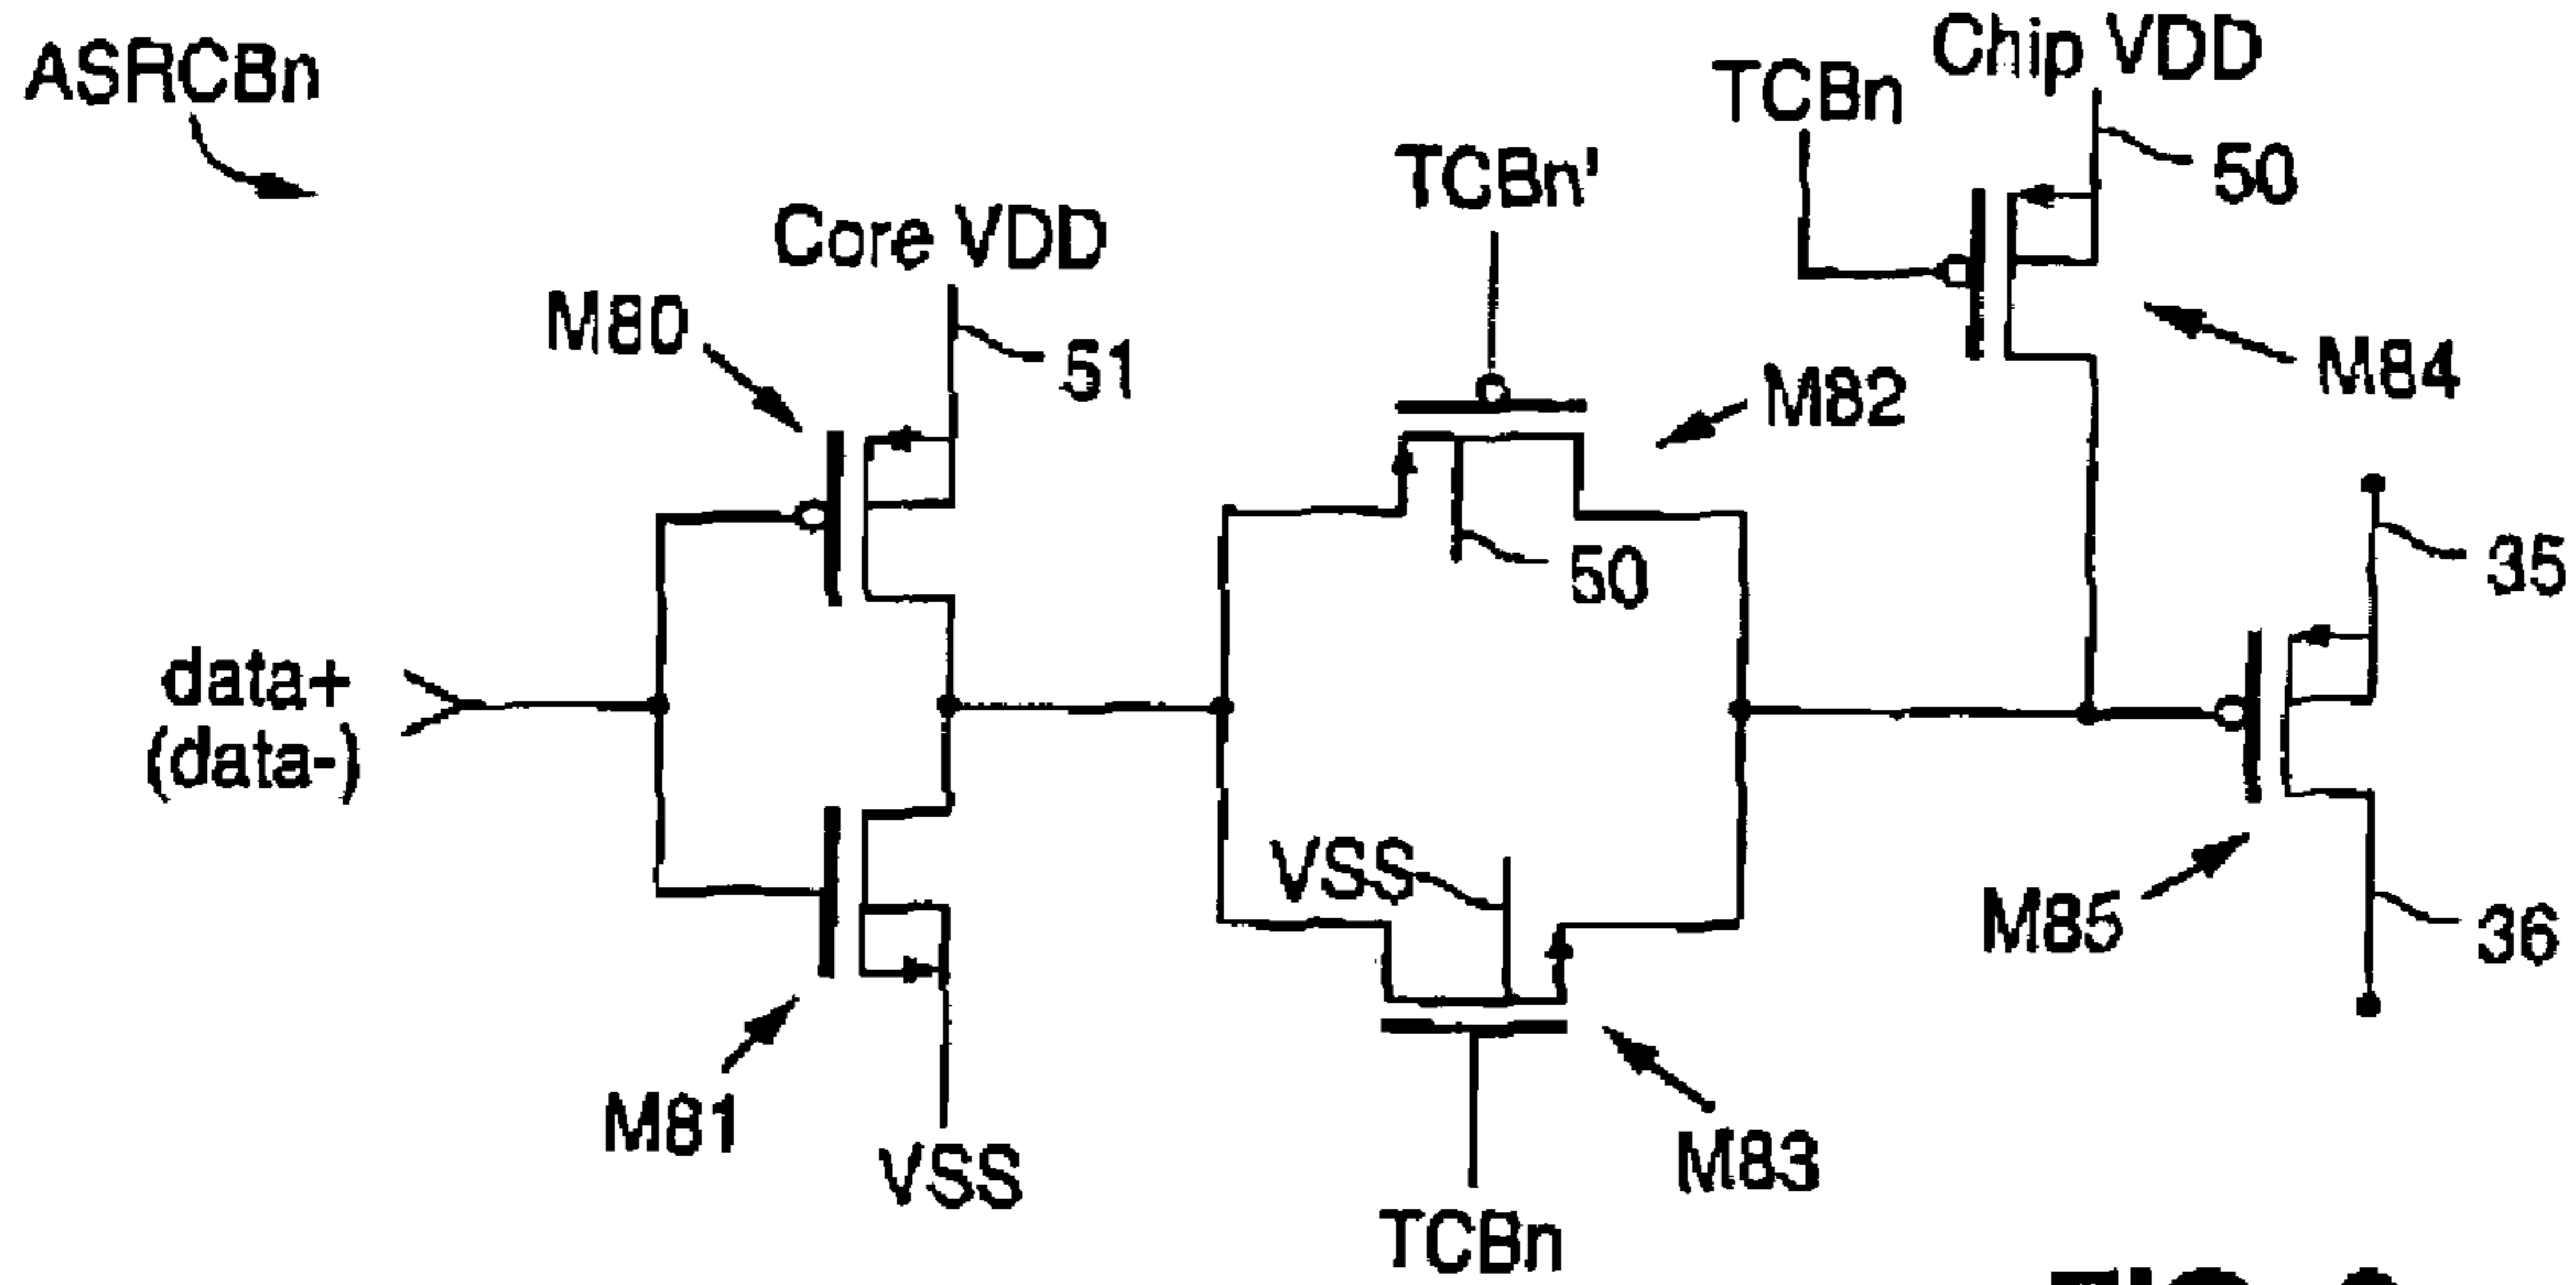 ASRCBn
Chip VDD
TCBn
50
TCBn'
Core VDD
M80
51
M82
M84
50
35
data+
(data-)
VSS
M85
36
M81
VSS
M83
TCBn